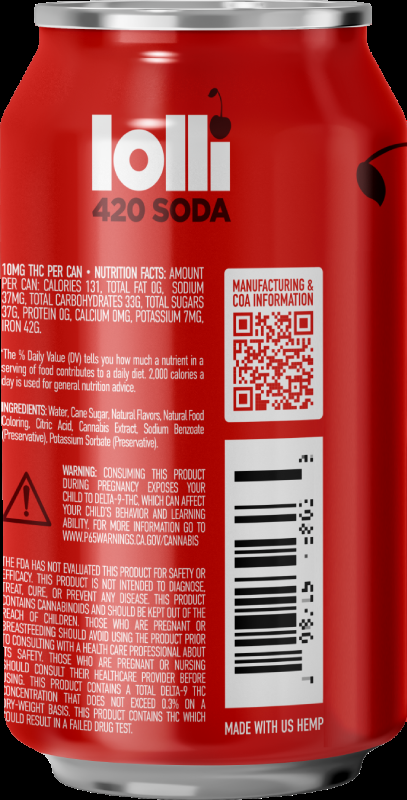 lolli
420 SODA
10MG THC PER CAN • NUTRITION FACTS: AMOUNT
PER CAN: CALORIES 131, TOTAL FAT 0G, SODIUM
37MG, TOTAL CARBOHYDRATES 33G, TOTAL SUGARS
37G, PROTEIN 0G, CALCIUM 0MG, POTASSIUM 7MG,
IRON 42G.
*The % Daily Value (DV) tells you how much a nutrient in a
serving of food contributes to a daily diet. 2,000 calories a
day is used for general nutrition advice.
INGREDIENTS: Water, Cane Sugar, Natural Flavors, Natural Food
Coloring, Citric Acid, Cannabis Extract, Sodium Benzoate
(Preservative), Potassium Sorbate (Preservative).
WARNING: CONSUMING THIS PRODUCT
DURING PREGNANCY EXPOSES YOUR
CHILD TO DELTA-9-THC, WHICH CAN AFFECT
YOUR CHILD'S BEHAVIOR AND LEARNING
ABILITY. FOR MORE INFORMATION GO TO
WWW.P65WARNINGS.CA.GOV/CANNABIS
THE FDA HAS NOT EVALUATED THIS PRODUCT FOR SAFETY OR
EFFICACY. THIS PRODUCT IS NOT INTENDED TO DIAGNOSE,
TREAT, CURE, OR PREVENT ANY DISEASE. THIS PRODUCT
CONTAINS CANNABINOIDS AND SHOULD BE KEPT OUT OF THE
REACH OF CHILDREN. THOSE WHO ARE PREGNANT OR
BREASTFEEDING SHOULD AVOID USING THE PRODUCT PRIOR
TO CONSULTING WITH A HEALTH CARE PROFESSIONAL ABOUT
ITS SAFETY. THOSE WHO ARE PREGNANT OR NURSING
SHOULD CONSULT THEIR HEALTHCARE PROVIDER BEFORE
USING. THIS PRODUCT CONTAINS A TOTAL DELTA-9 THC
CONCENTRATION THAT DOES NOT EXCEED 0.3% ON A
DRY-WEIGHT BASIS. THIS PRODUCT CONTAINS THC WHICH
COULD RESULT IN A FAILED DRUG TEST.
MANUFACTURING &
COA INFORMATION
MADE WITH US HEMP